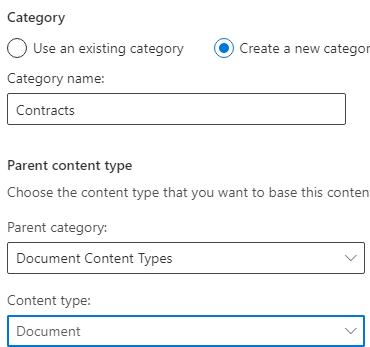 Category
Use an existing category
Create a new categor
Category name:
Contracts
Parent content type
Choose the content type that you want to base this conten
Parent category:
Document Content Types
Content type:
Document